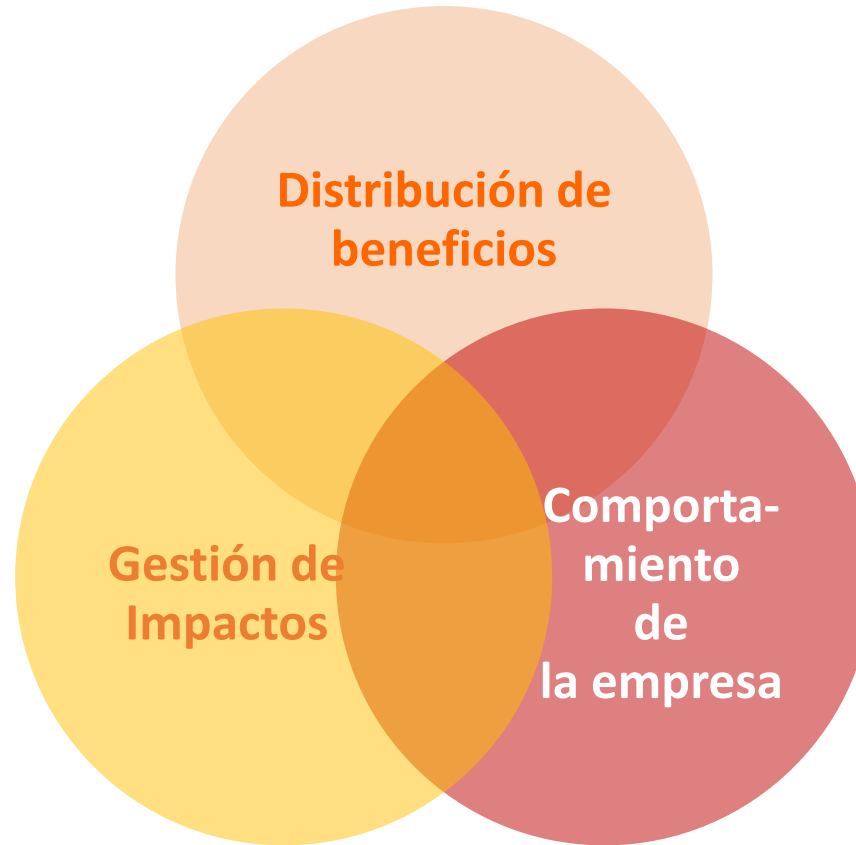 Distribución de
beneficios
Gestión de
Impactos
Comporta-
miento
de
la empresa